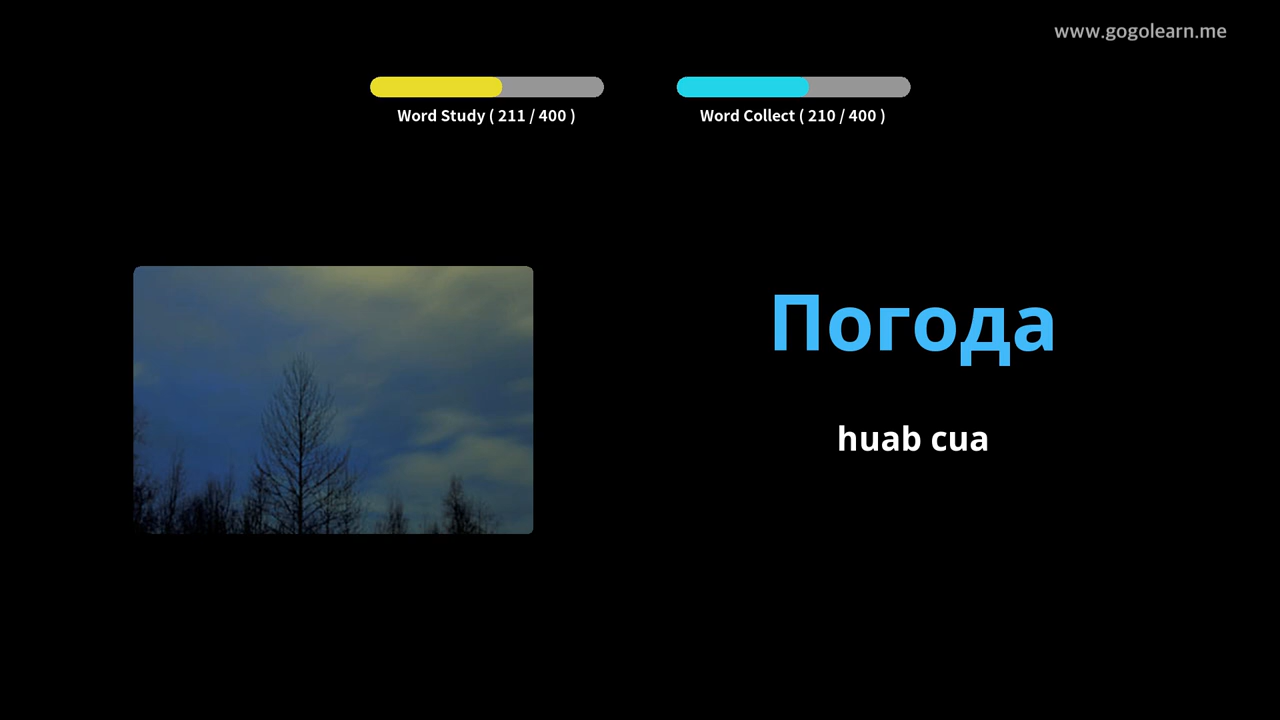 www.gogolearn.me
Word Study ( 211 / 400 )
Word Collect ( 210 / 400 )
Погода
huab cua